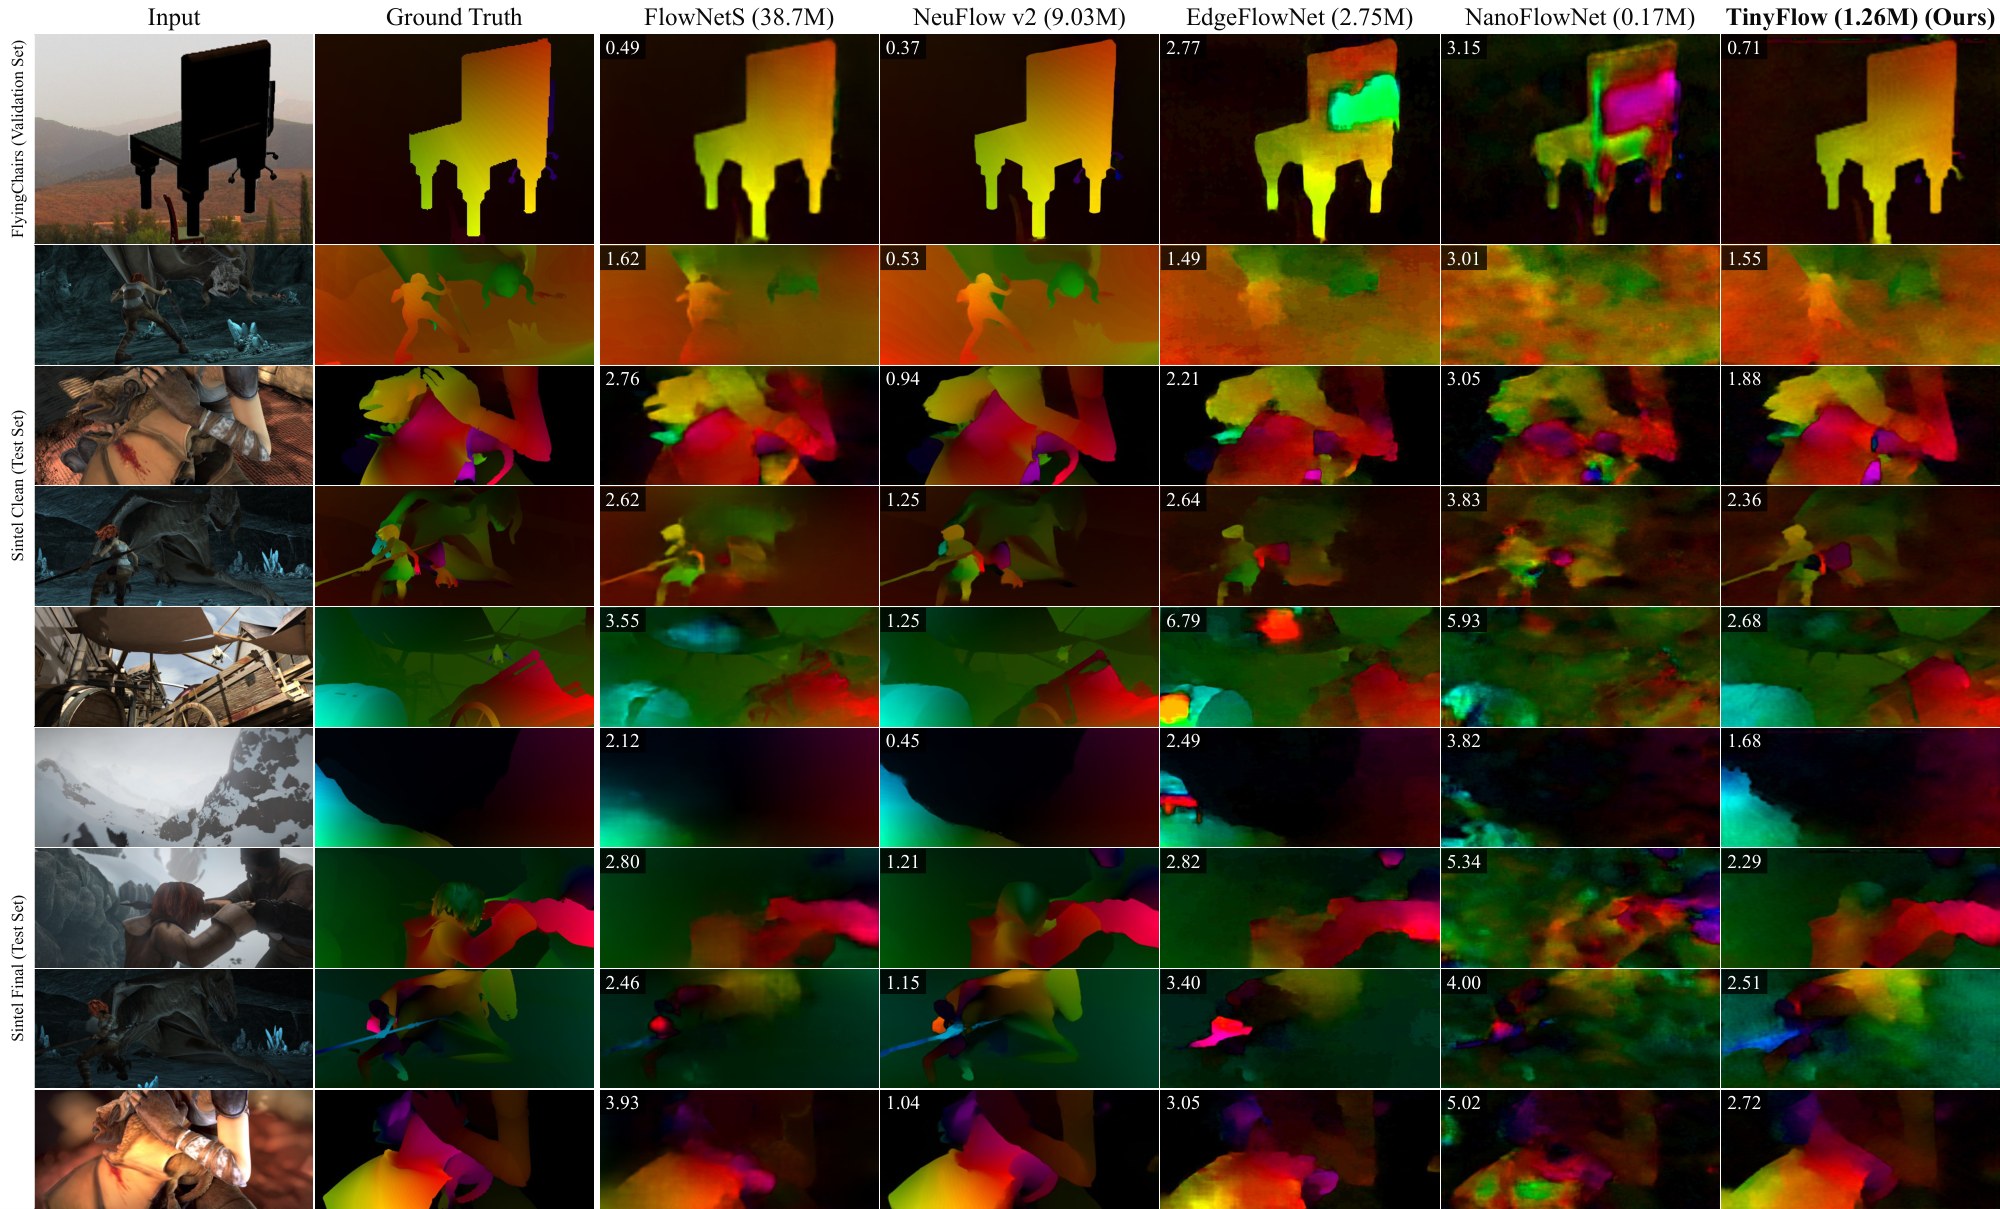 Input Ground Truth FlowNetS (38.7M) NeuFlow v2 (9.03M) EdgeFlowNet (2.75M) NanoFlowNet (0.17M) TinyFlow (1.26M) (Ours)
FlyingChairs (Validation Set)
0.49 0.37 2.77 3.15 0.71
Sintel Clean (Test Set)
1.62 0.53 1.49 3.01 1.55
2.76 0.94 2.21 3.05 1.88
2.62 1.25 2.64 3.83 2.36
3.55 1.25 6.79 5.93 2.68
Sintel Final (Test Set)
2.12 0.45 2.49 3.82 1.68
2.80 1.21 2.82 5.34 2.29
2.46 1.15 3.40 4.00 2.51
3.93 1.04 3.05 5.02 2.72